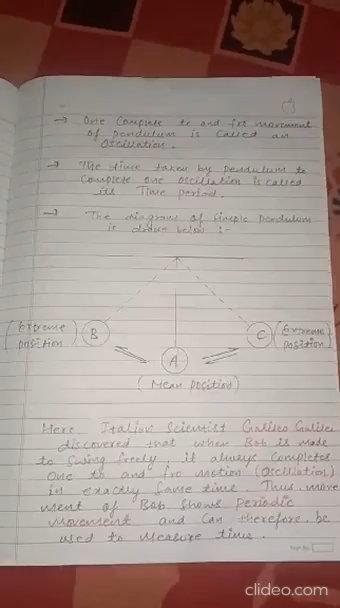 → One Complete to and fro movement
of pendulum is called an
Oscillation.
→ The time taken by pendulum to
Complete one oscillation is called
its Time period.
→ The diagram of simple pendulum
is drawn below :-
(Extreme
position)
B
A
C
(Extreme
position)
(Mean position)
Here Italian Scientist Galileo Galilei
discovered that when Bob is made
to Swing freely, it always completes
One to and fro motion (Oscillation)
in exactly Same time. Thus move
ment of Bob shows periodic
movement and can therefore be
used to measure time.
Page No.
clideo.com